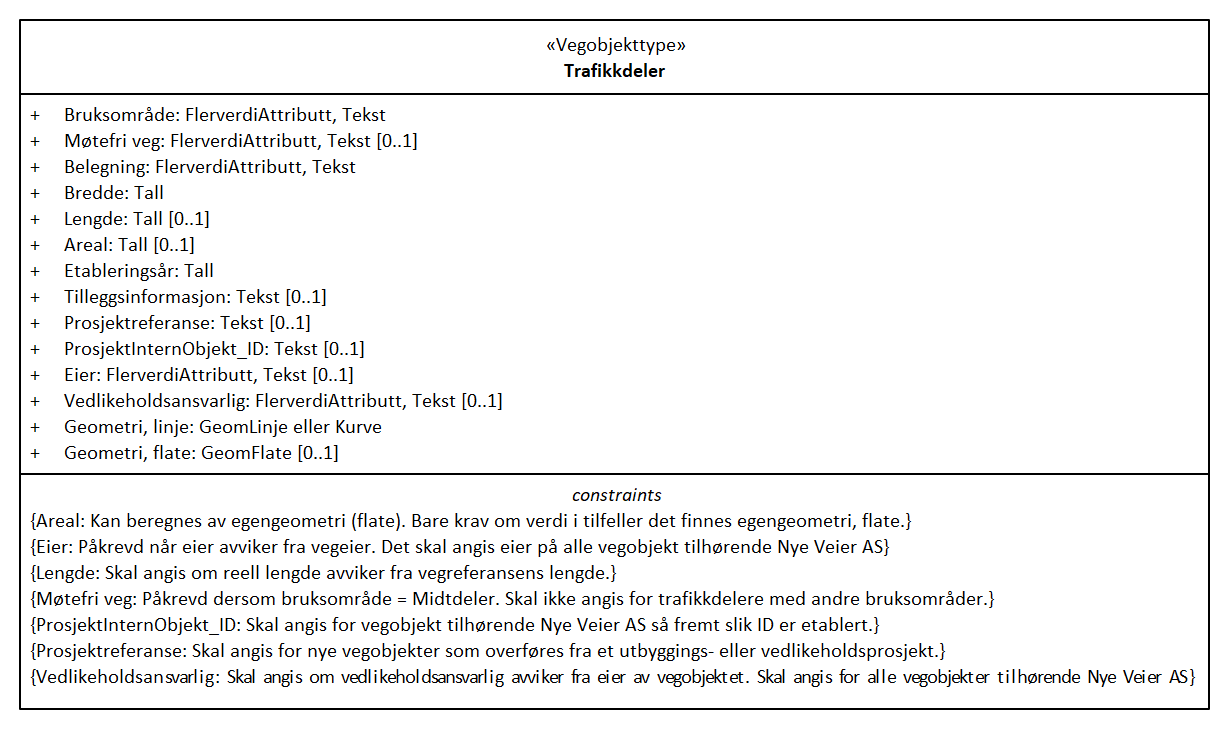 «Vegobjekttype»
Trafikkdeler
+ Bruksområde: FlerverdiAttributt, Tekst
+ Møtefri veg: FlerverdiAttributt, Tekst [0..1]
+ Belegning: FlerverdiAttributt, Tekst
+ Bredde: Tall
+ Lengde: Tall [0..1]
+ Areal: Tall [0..1]
+ Etableringsår: Tall
+ Tilleggsinformasjon: Tekst [0..1]
+ Prosjektreferanse: Tekst [0..1]
+ ProsjektInternObjekt_ID: Tekst [0..1]
+ Eier: FlerverdiAttributt, Tekst [0..1]
+ Vedlikeholdsansvarlig: FlerverdiAttributt, Tekst [0..1]
+ Geometri, linje: GeomLinje eller Kurve
+ Geometri, flate: GeomFlate [0..1]
constraints
{Areal: Kan beregnes av egengeometri (flate). Bare krav om verdi i tilfeller det finnes egengeometri, flate.}
{Eier: Påkrevd når eier avviker fra vegeier. Det skal angis eier på alle vegobjekt tilhørende Nye Veier AS}
{Lengde: Skal angis om reell lengde avviker fra vegreferansens lengde.}
{Møtefri veg: Påkrevd dersom bruksområde = Midtdeler. Skal ikke angis for trafikkdelere med andre bruksområder.}
{ProsjektInternObjekt_ID: Skal angis for vegobjekt tilhørende Nye Veier AS så fremt slik ID er etablert.}
{Prosjektreferanse: Skal angis for nye vegobjekter som overføres fra et utbyggings- eller vedlikeholdsprosjekt.}
{Vedlikeholdsansvarlig: Skal angis om vedlikeholdsansvarlig avviker fra eier av vegobjektet. Skal angis for alle vegobjekter tilhørende Nye Veier AS}